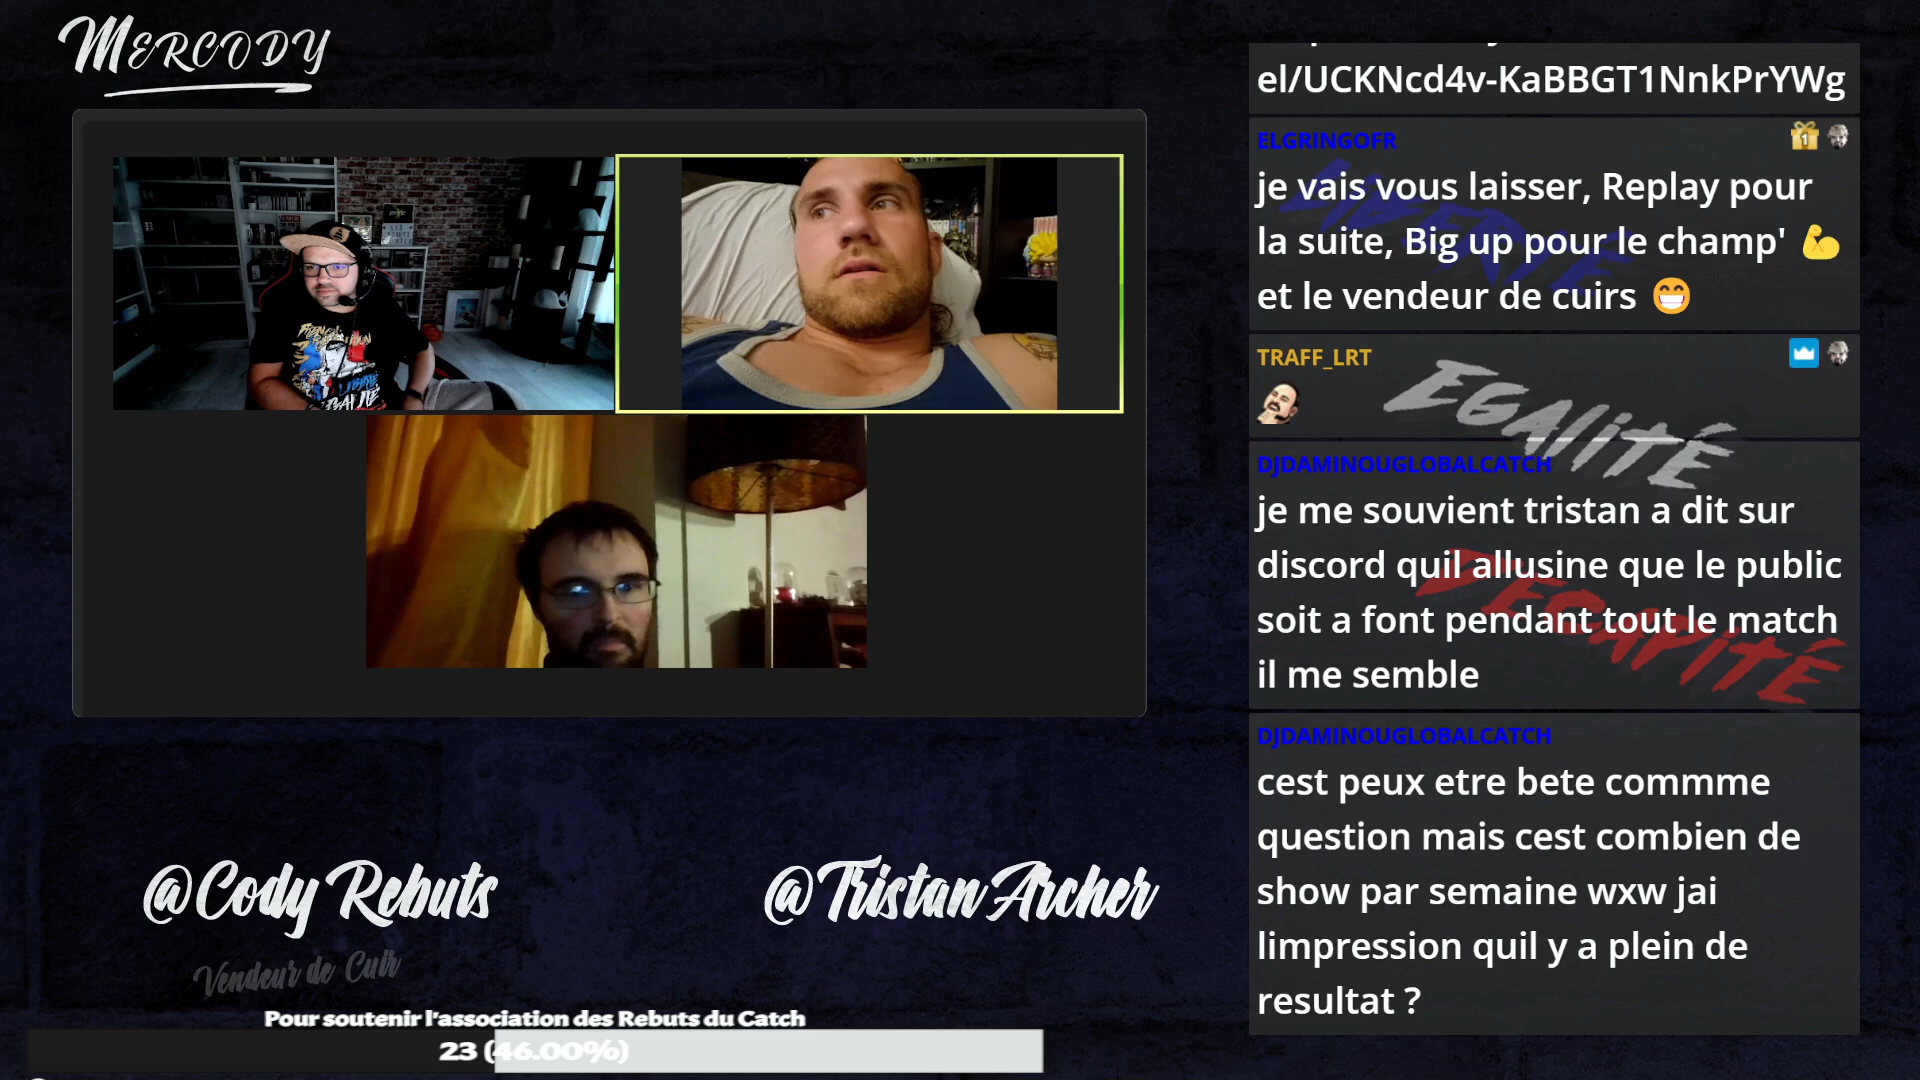 MERCODY
@Cody Rebuts
@Tristan Archer
Vendeur de Cuir
Pour soutenir l'association des Rebuts du Catch
23 (46.00%)
el/UCKNcd4v-KaBBGT1NnkPrYWg
ELGRINGOFR
je vais vous laisser, Replay pour
la suite, Big up pour le champ' 💪
et le vendeur de cuirs 😁
TRAFF_LRT
DJDAMINOUGLOBALCATCH
je me souvient tristan a dit sur
discord quil allusine que le public
soit a font pendant tout le match
il me semble
DJDAMINOUGLOBALCATCH
cest peux etre bete commme
question mais cest combien de
show par semaine wxw jai
limpression quil y a plein de
resultat ?
LIBERTÉ
EGALITÉ
DECAPITÉ